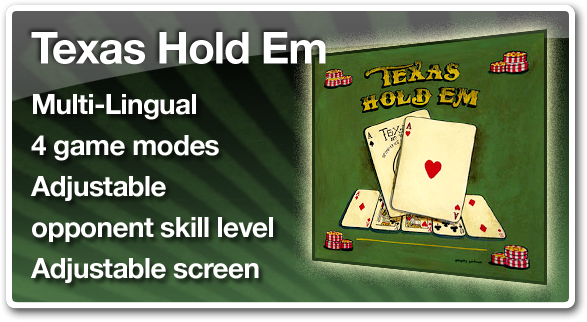 Texas Hold Em
Multi-Lingual
4 game modes
Adjustable
opponent skill level
Adjustable screen
TEXAS
HOLD EM